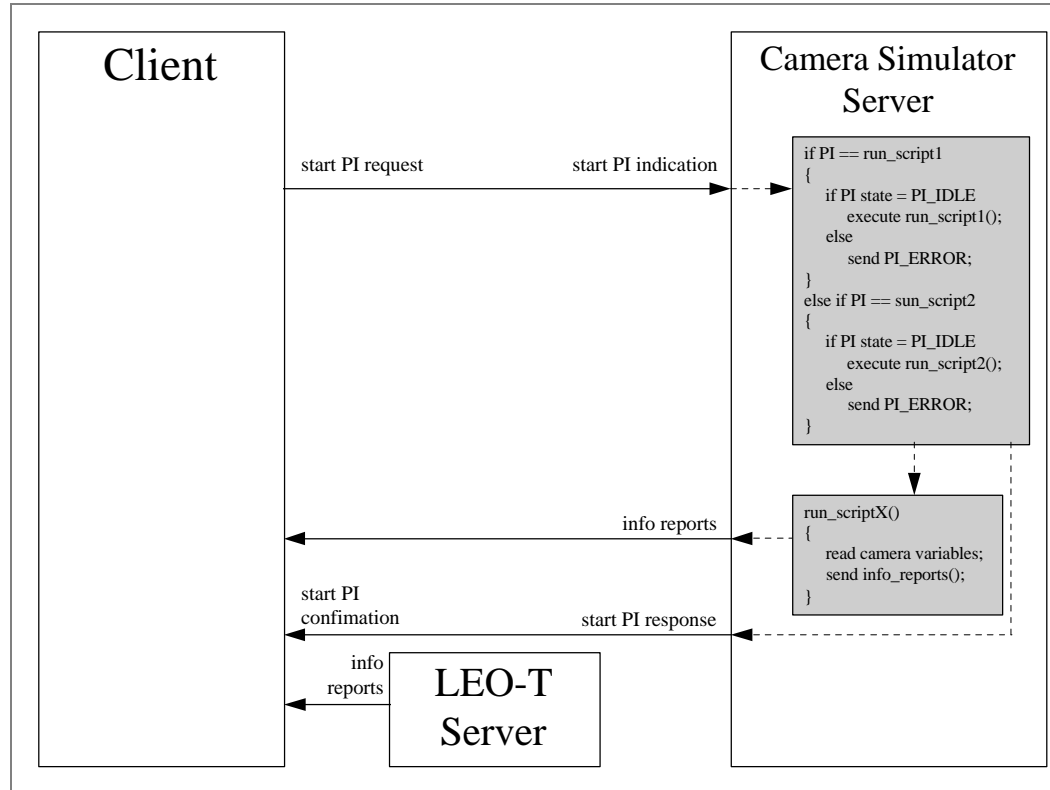 Client
Camera Simulator
Server
start PI request
start PI indication
if PI == run_script1
{
if PI state = PI_IDLE
execute run_script1();
else
send PI_ERROR;
}
else if PI == sun_script2
{
if PI state = PI_IDLE
execute run_script2();
else
send PI_ERROR;
}
info reports
run_scriptX()
{
read camera variables;
send info_reports();
}
start PI
confimation
start PI response
info
reports
LEO-T
Server